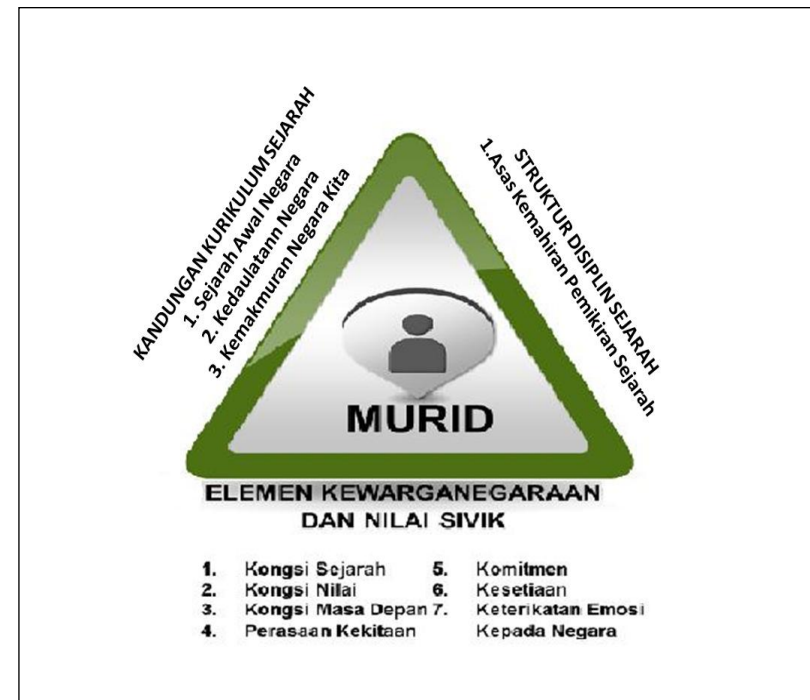 KANDUNGAN KURIKULUM SEJARAH
1. Sejarah Awal Negara
2. Kedaulatann Negara
3. Kemakmuran Negara Kita
STRUKTUR DISIPLIN SEJARAH
1.Asas Kemahiran Pemikiran Sejarah
MURID
ELEMEN KEWARGANEGARAAN
DAN NILAI SIVIK
1. Kongsi Sejarah
2. Kongsi Nilai
3. Kongsi Masa Depan
4. Perasaan Kekitaan
5. Komitmen
6. Kesetiaan
7. Keterikatan Emosi
Kepada Negara